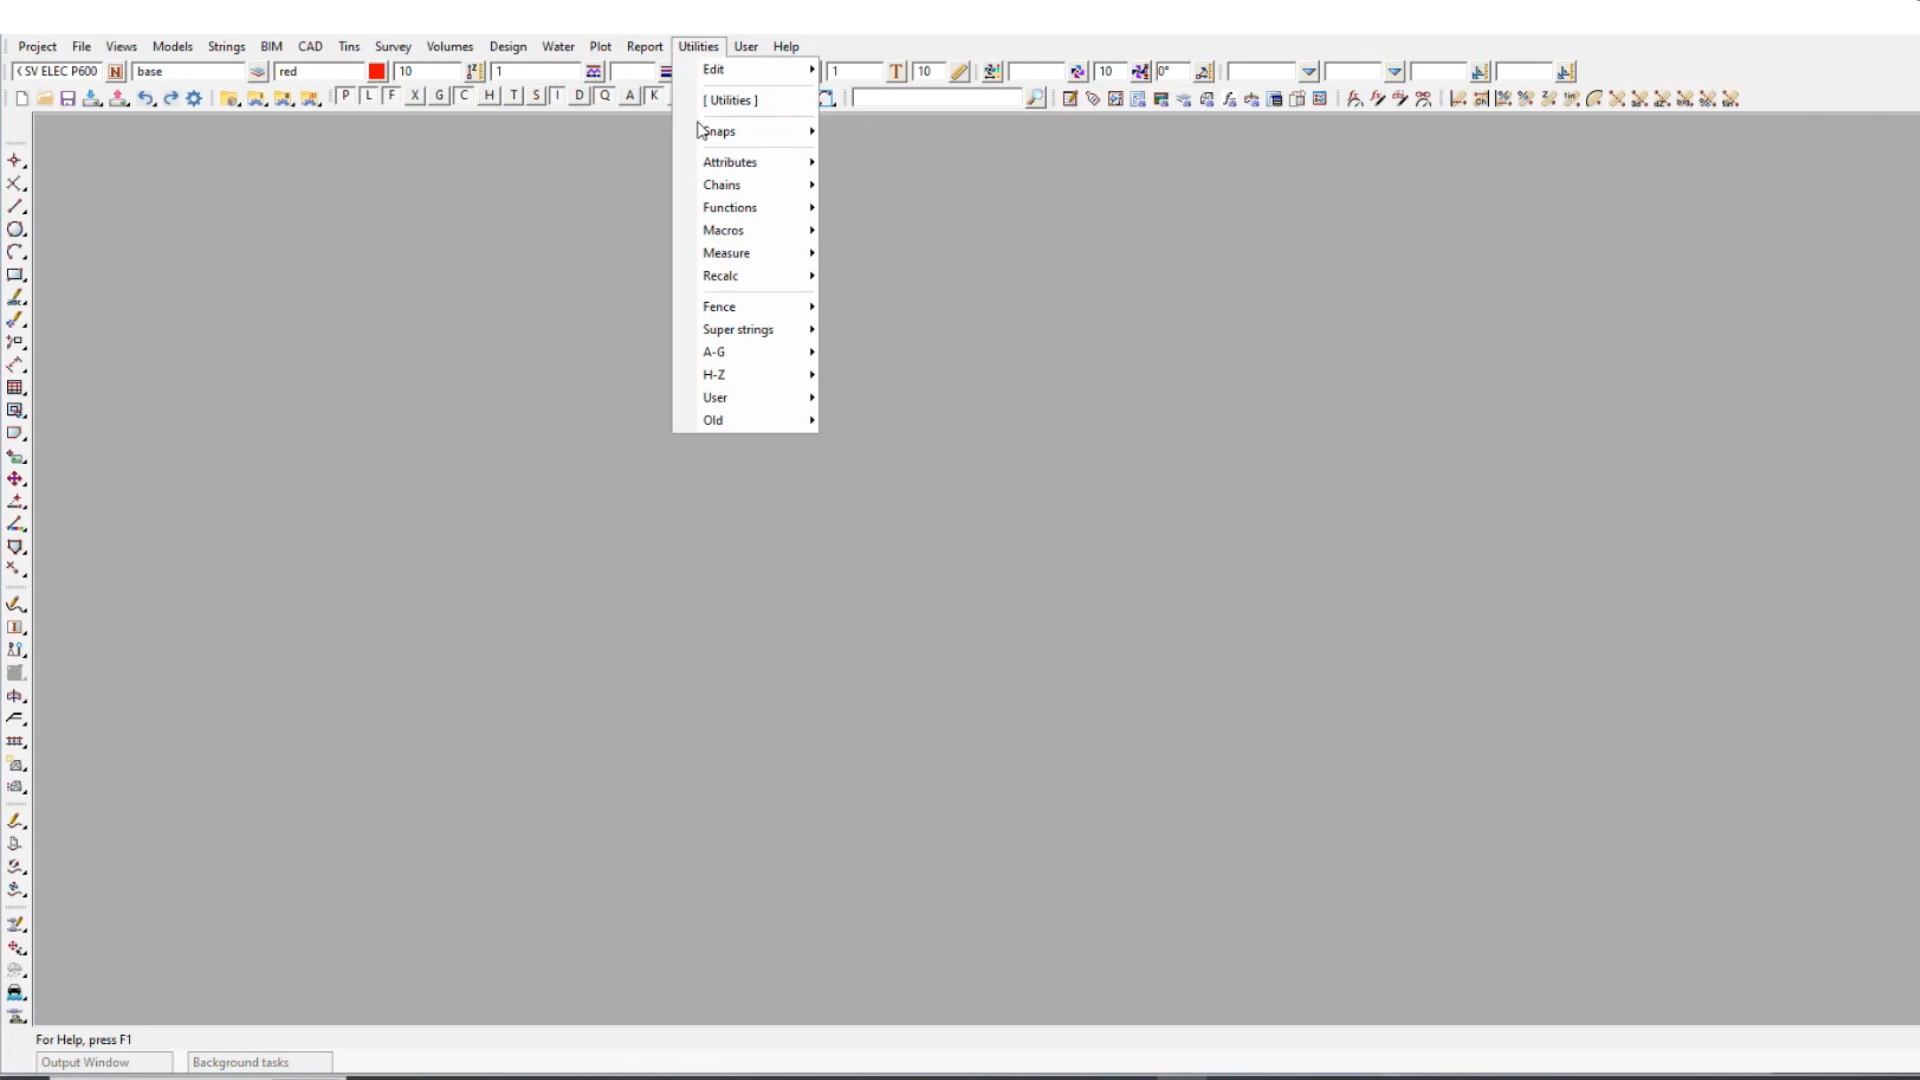 Project File Views Models Strings BIM CAD Tins Survey Volumes Design Water Plot Report Utilities User Help
SV ELEC P600 N base red 10 1 1 T 10 10 0°
P L F X G C H T S I D Q A K
Edit
[ Utilities ]
Snaps
Attributes
Chains
Functions
Macros
Measure
Recalc
Fence
Super strings
A-G
H-Z
User
Old
For Help, press F1
Output Window Background tasks